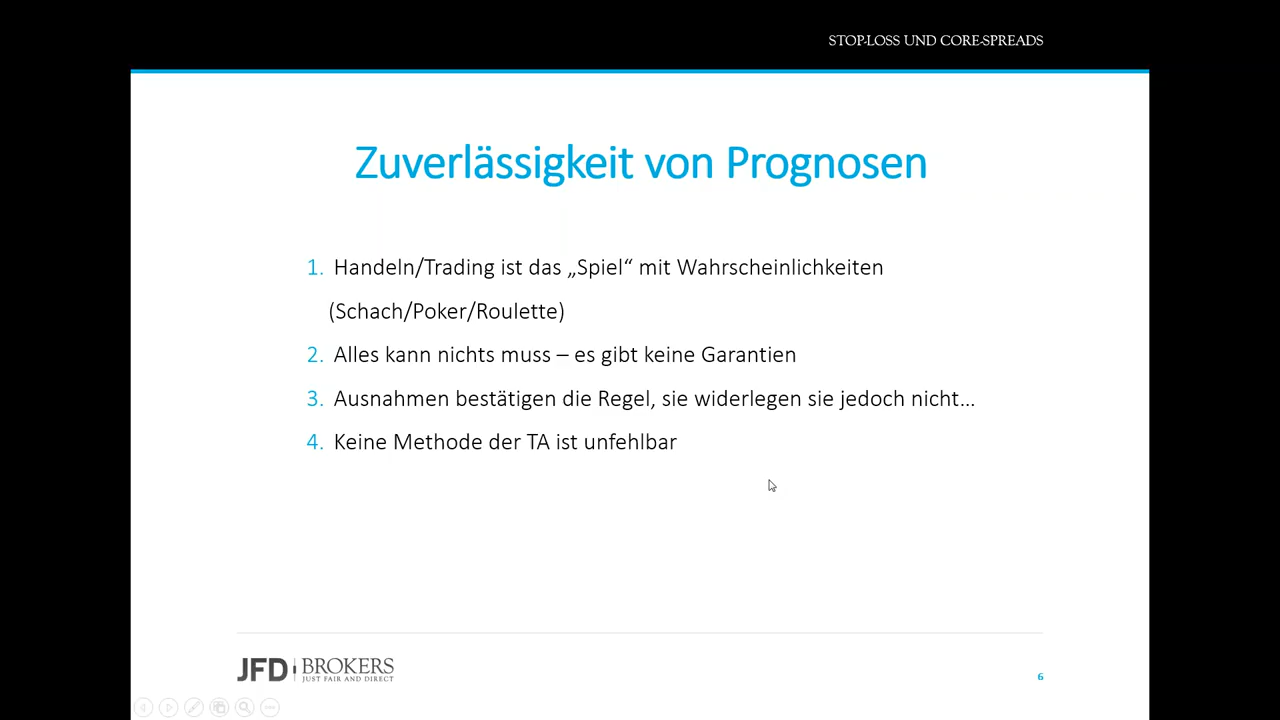 STOP-LOSS UND CORE-SPREADS
Zuverlässigkeit von Prognosen
1. Handeln/Trading ist das „Spiel“ mit Wahrscheinlichkeiten
(Schach/Poker/Roulette)
2. Alles kann nichts muss – es gibt keine Garantien
3. Ausnahmen bestätigen die Regel, sie widerlegen sie jedoch nicht…
4. Keine Methode der TA ist unfehlbar
JFD BROKERS
JUST FAIR AND DIRECT
6